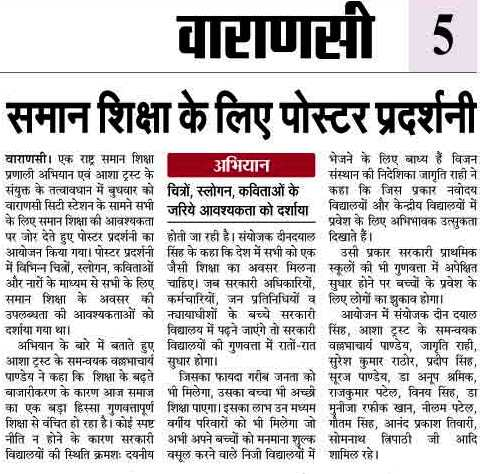 वाराणसी
5
समान शिक्षा के लिए पोस्टर प्रदर्शनी
वाराणसी। एक राष्ट्र समान शिक्षा
प्रणाली अभियान एवं आशा ट्रस्ट के
संयुक्त के तत्वावधान में बुधवार को
वाराणसी सिटी स्टेशन के सामने सभी
के लिए समान शिक्षा की आवश्यकता
पर जोर देते हुए पोस्टर प्रदर्शनी का
आयोजन किया गया। पोस्टर प्रदर्शनी
में विभिन्न चित्रों, स्लोगन, कविताओं
और नारों के माध्यम से सभी के लिए
समान शिक्षा के अवसर की
उपलब्धता की आवश्यकताओं को
दर्शाया गया था।
अभियान के बारे में बताते हुए
आशा ट्रस्ट के समन्वयक वल्लभाचार्य
पाण्डेय ने कहा कि शिक्षा के बढ़ते
बाजारीकरण के कारण आज समाज
का एक बड़ा हिस्सा गुणवत्तापूर्ण
शिक्षा से वंचित हो रहा है। कोई स्पष्ट
नीति न होने के कारण सरकारी
विद्यालयों की स्थिति क्रमशः दयनीय
अभियान
चित्रों, स्लोगन, कविताओं के
जरिये आवश्यकता को दर्शाया
होती जा रही है। संयोजक दीनदयाल
सिंह के कहा कि देश में सभी को एक
जैसी शिक्षा का अवसर मिलना
चाहिए। जब सरकारी अधिकारियों,
कर्मचारियों, जन प्रतिनिधियों व
न्यायाधीशों के बच्चे सरकारी
विद्यालय में पढ़ने जाएंगे तो सरकारी
विद्यालयों की गुणवत्ता में रातों-रात
सुधार होगा।
जिसका फायदा गरीब जनता को
भी मिलेगा, उसका बच्चा भी अच्छी
शिक्षा पाएगा। इसका लाभ उन मध्यम
वर्गीय परिवारों को भी मिलेगा जो
अभी अपने बच्चों को मनमाना शुल्क
वसूल करने वाले निजी विद्यालयों में
भेजने के लिए बाध्य हैं विजन
संस्थान की निदेशिका जागृति राही ने
कहा कि जिस प्रकार नवोदय
विद्यालयों और केन्द्रीय विद्यालयों में
प्रवेश के लिए अभिभावक उत्सुकता
दिखाते हैं।
उसी प्रकार सरकारी प्राथमिक
स्कूलों की भी गुणवत्ता में अपेक्षित
सुधार होने पर बच्चों के प्रवेश के
लिए लोगों का झुकाव होगा।
आयोजन में संयोजक दीन दयाल
सिंह, आशा ट्रस्ट के समन्वयक
वल्लभाचार्य पाण्डेय, जागृति राही,
सुरेश कुमार राठोर, प्रदीप सिंह,
सूरज पाण्डेय, डा अनूप श्रमिक,
राजकुमार पटेल, विनय सिंह, डा
मुनीजा रफीक खान, नीलम पटेल,
गौतम सिंह, आनंद प्रकाश तिवारी,
सोमनाथ त्रिपाठी जी आदि
शामिल रहे।